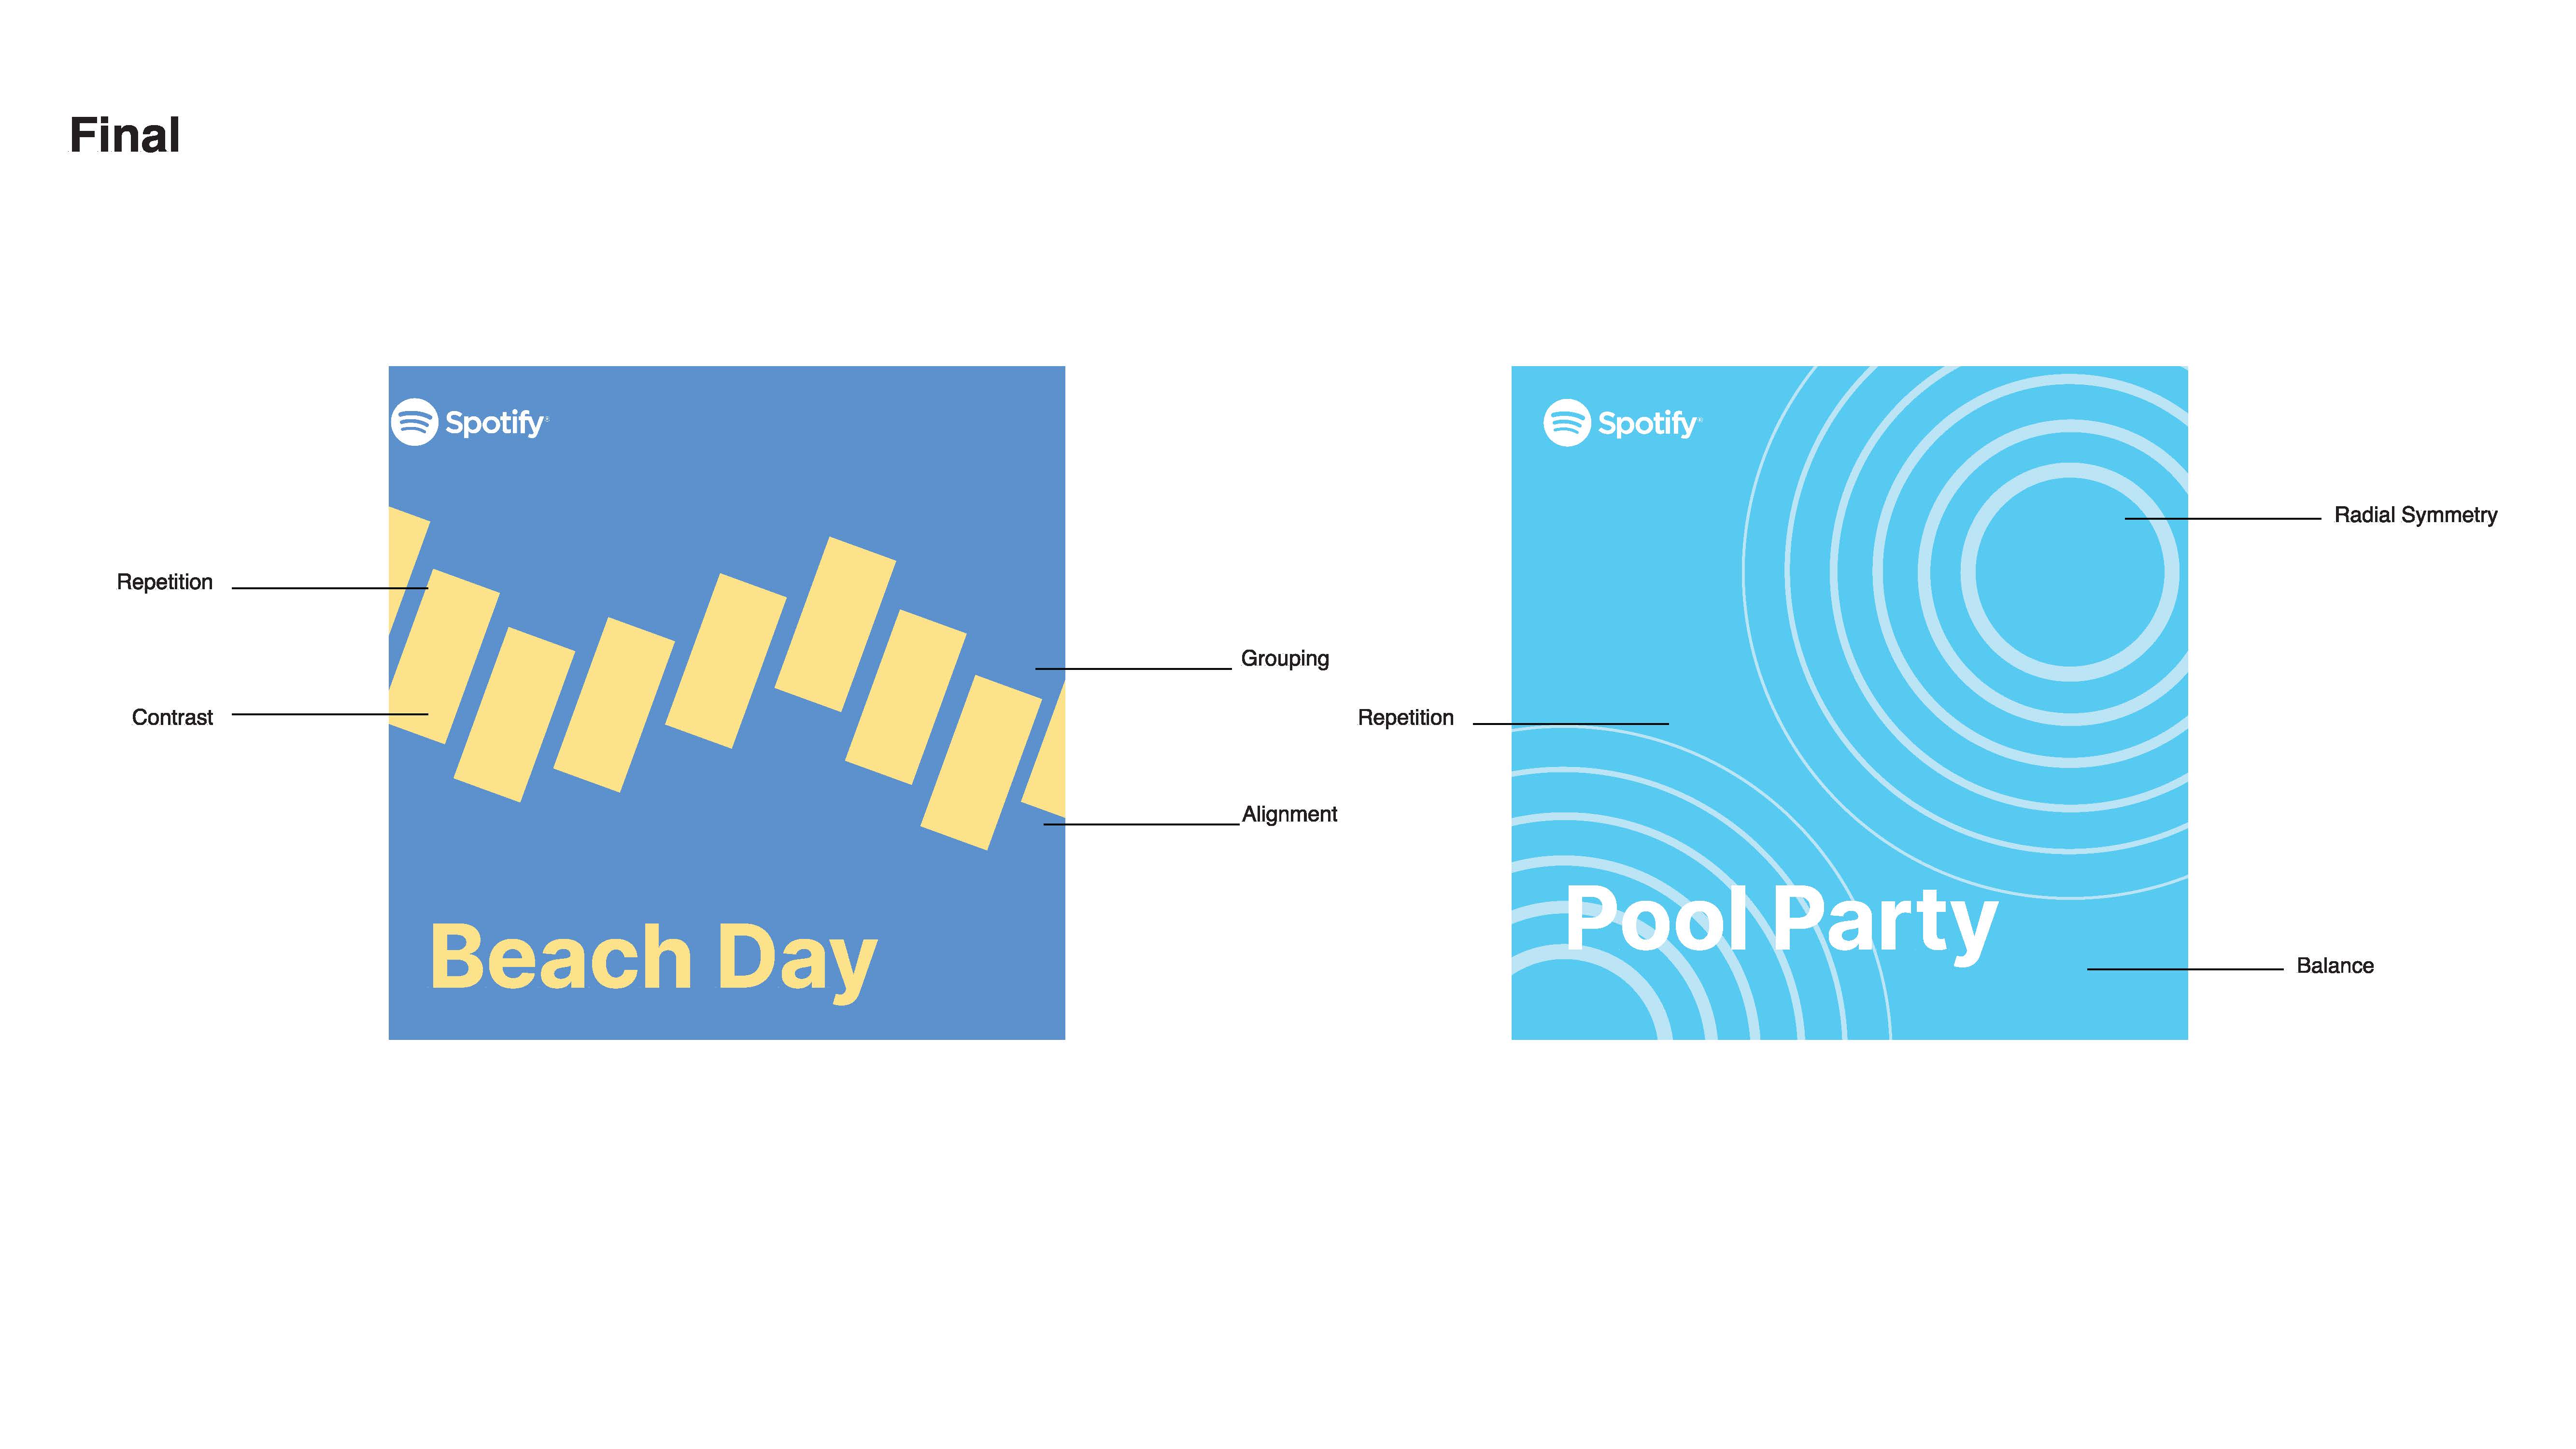 Final
Spotify®
Repetition
Contrast
Grouping
Alignment
Beach Day
Spotify®
Radial Symmetry
Repetition
Pool Party
Balance